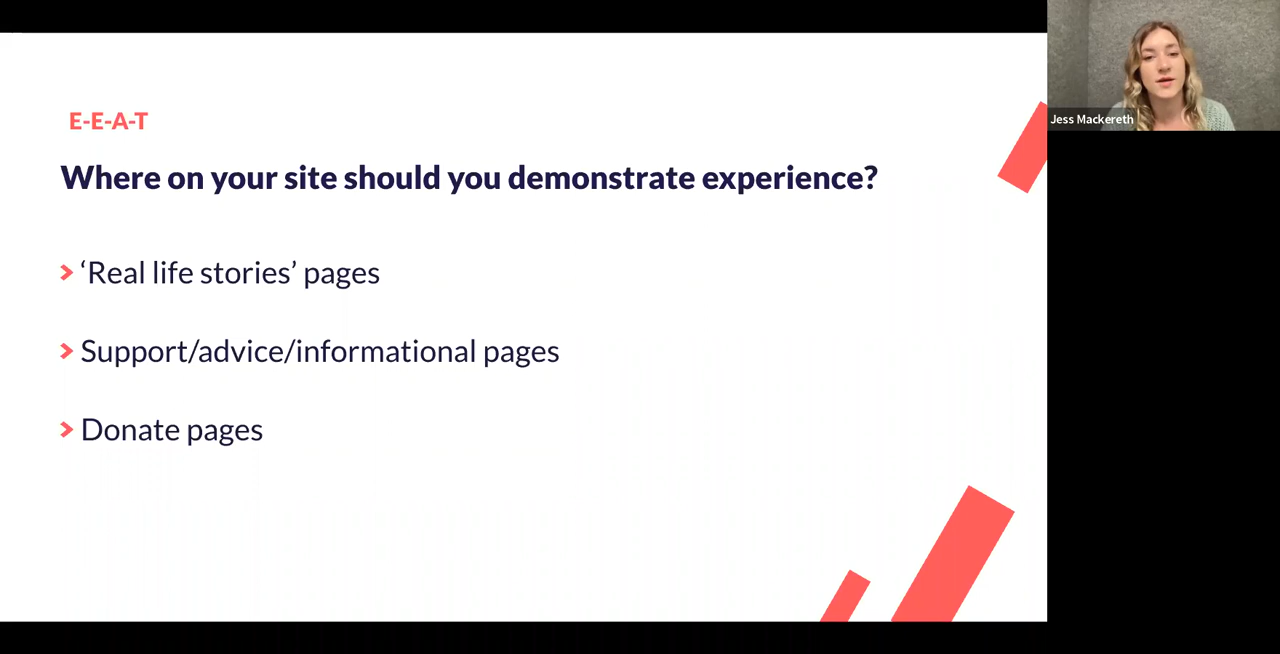 E-E-A-T
Where on your site should you demonstrate experience?
‘Real life stories’ pages
Support/advice/informational pages
Donate pages
Jess Mackereth